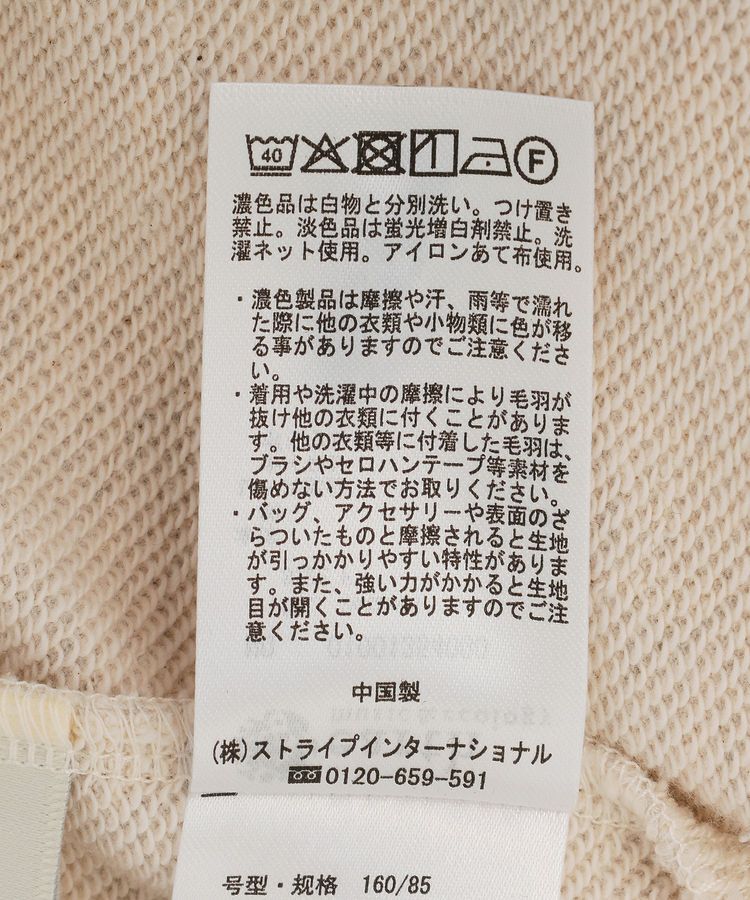 40 F
濃色品は白物と分別洗い。つけ置き
禁止。淡色品は蛍光増白剤禁止。洗
濯ネット使用。アイロンあて布使用。
・濃色製品は摩擦や汗、雨等で濡れ
た際に他の衣類や小物類に色が移
る事がありますのでご注意くださ
い。
・着用や洗濯中の摩擦により毛羽が
抜け他の衣類に付くことがありま
す。他の衣類等に付着した毛羽は、
ブラシやセロハンテープ等素材を
傷めない方法でお取りください。
・バッグ、アクセサリーや表面のざ
らついたものと摩擦されると生地
が引っかかりやすい特性がありま
す。また、強い力がかかると生地
目が開くことがありますのでご注
意ください。
中国製
(株)ストライプインターナショナル
0120-659-591
号型・规格 160/85